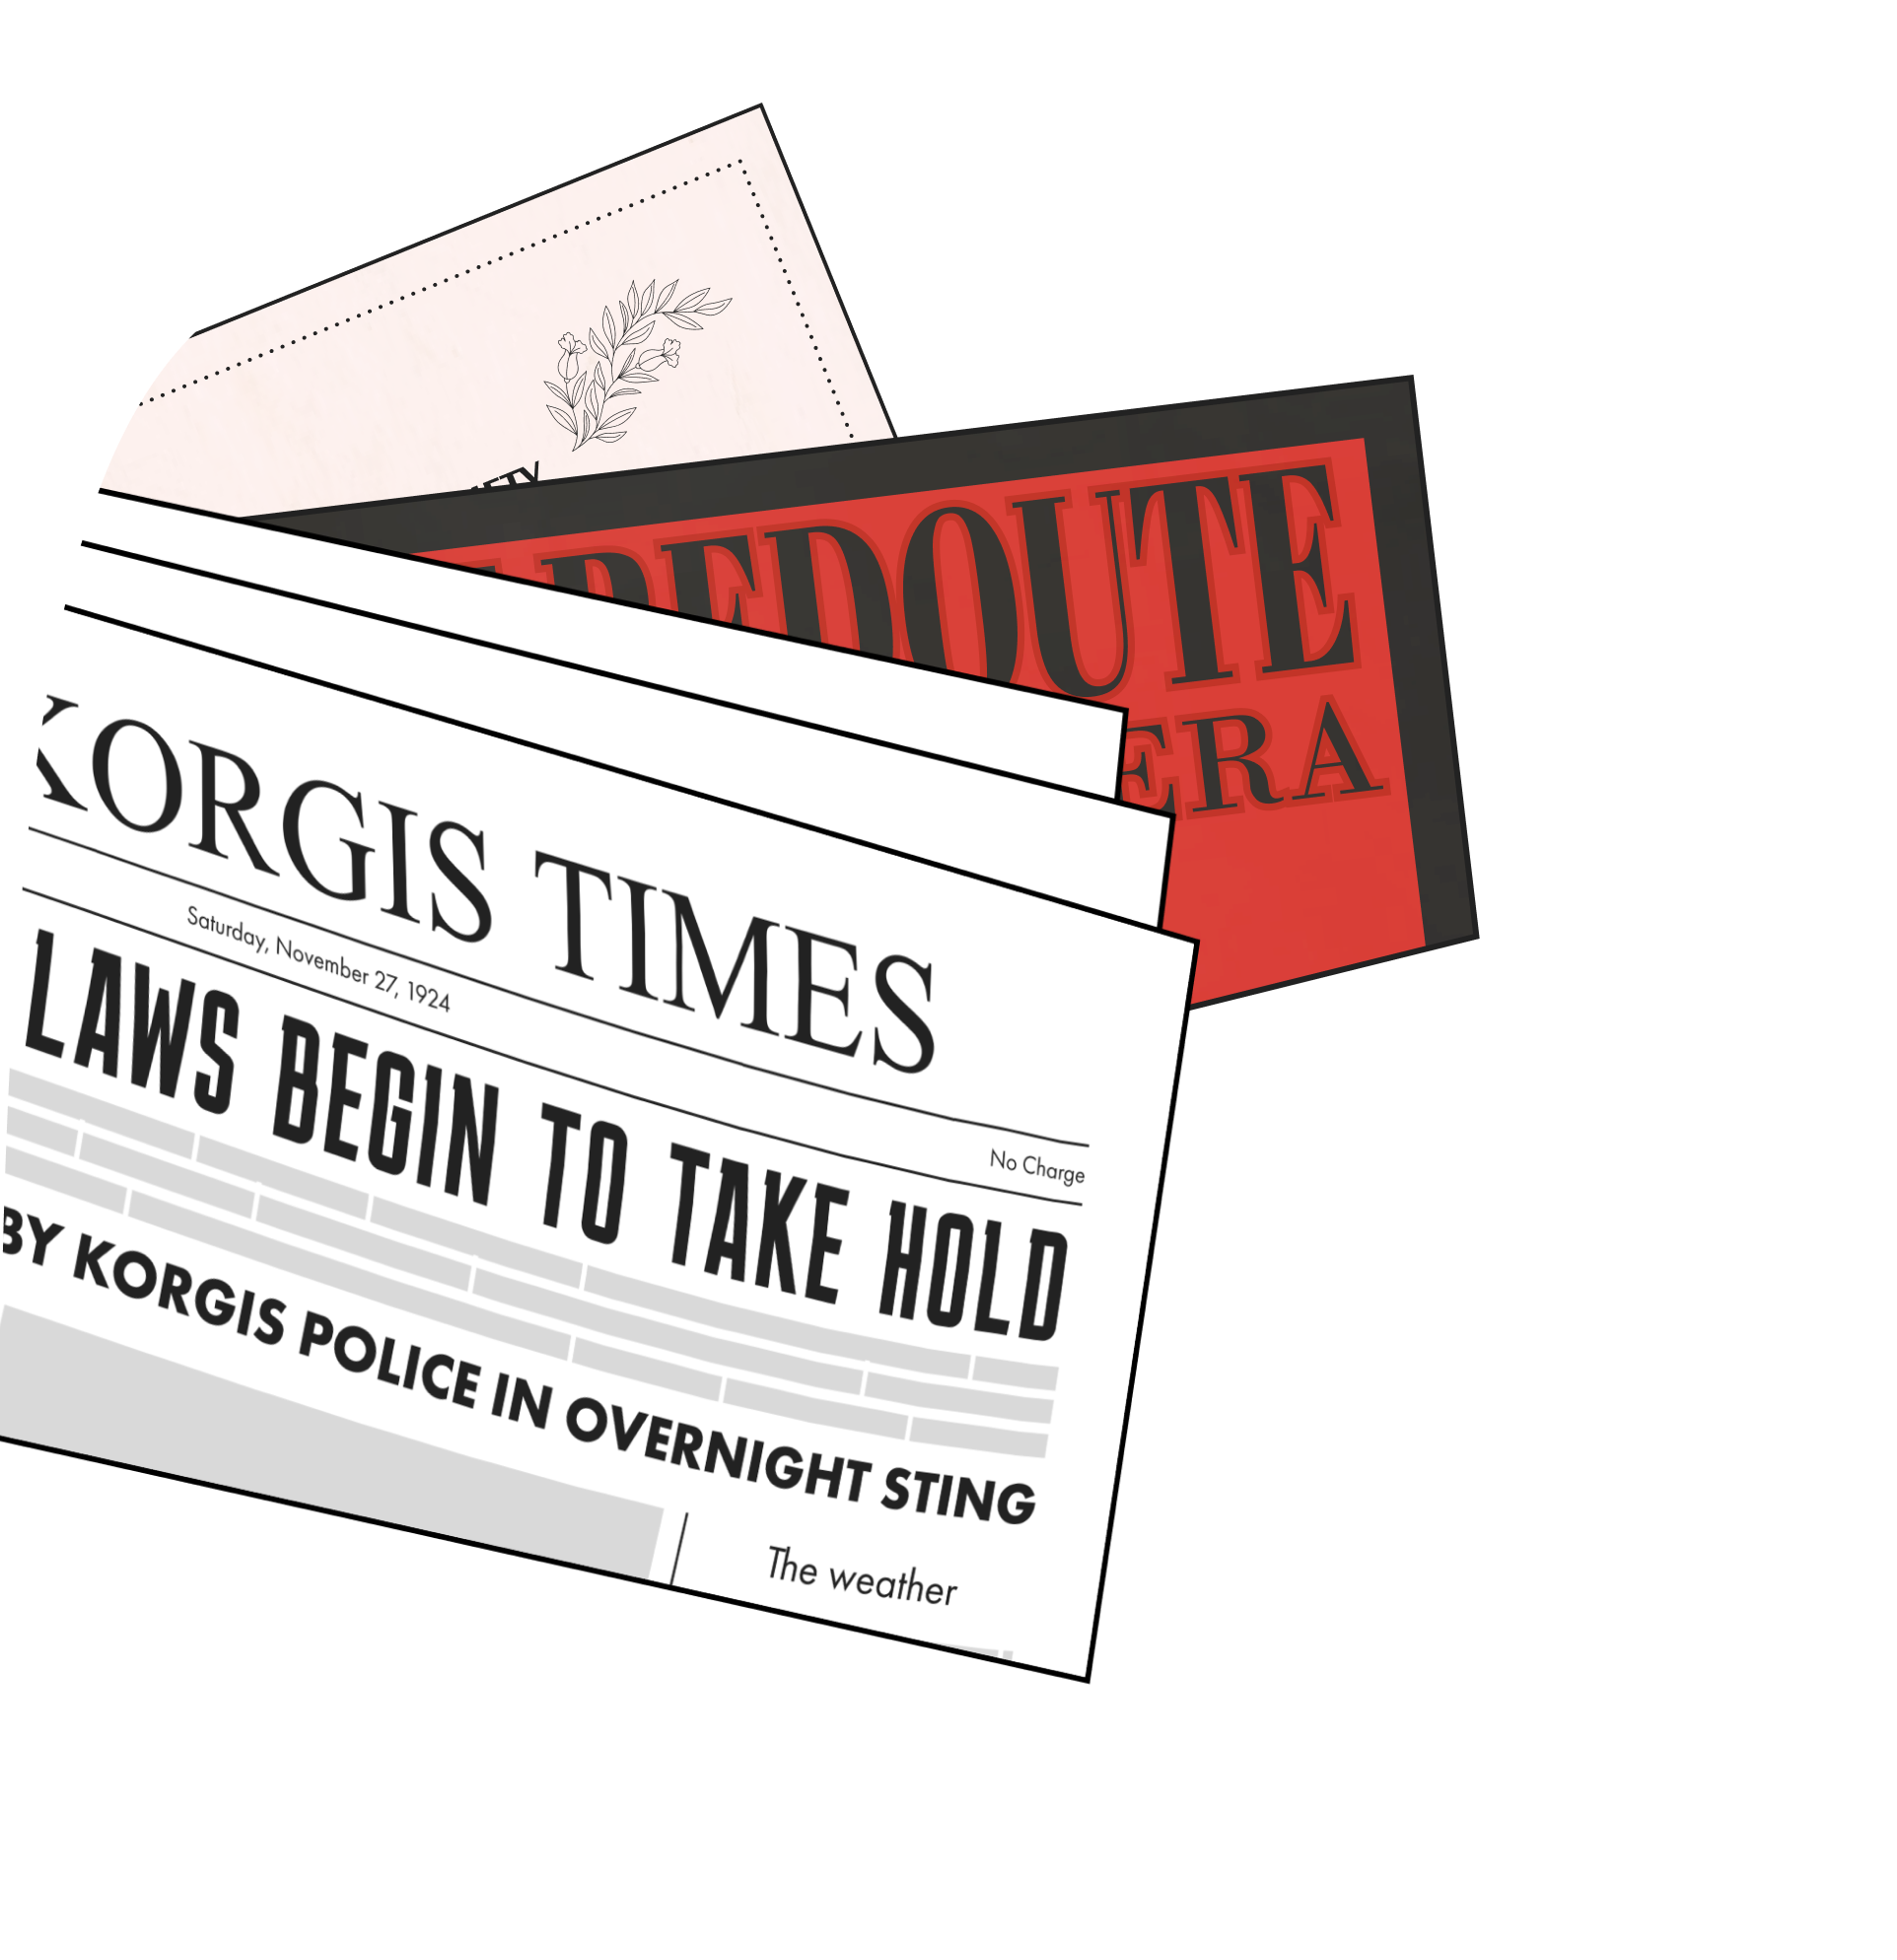 REDOUTE
KORGIS TIMES
Saturday, November 27, 1924
No Charge
LAWS BEGIN TO TAKE HOLD
BY KORGIS POLICE IN OVERNIGHT STING
The weather